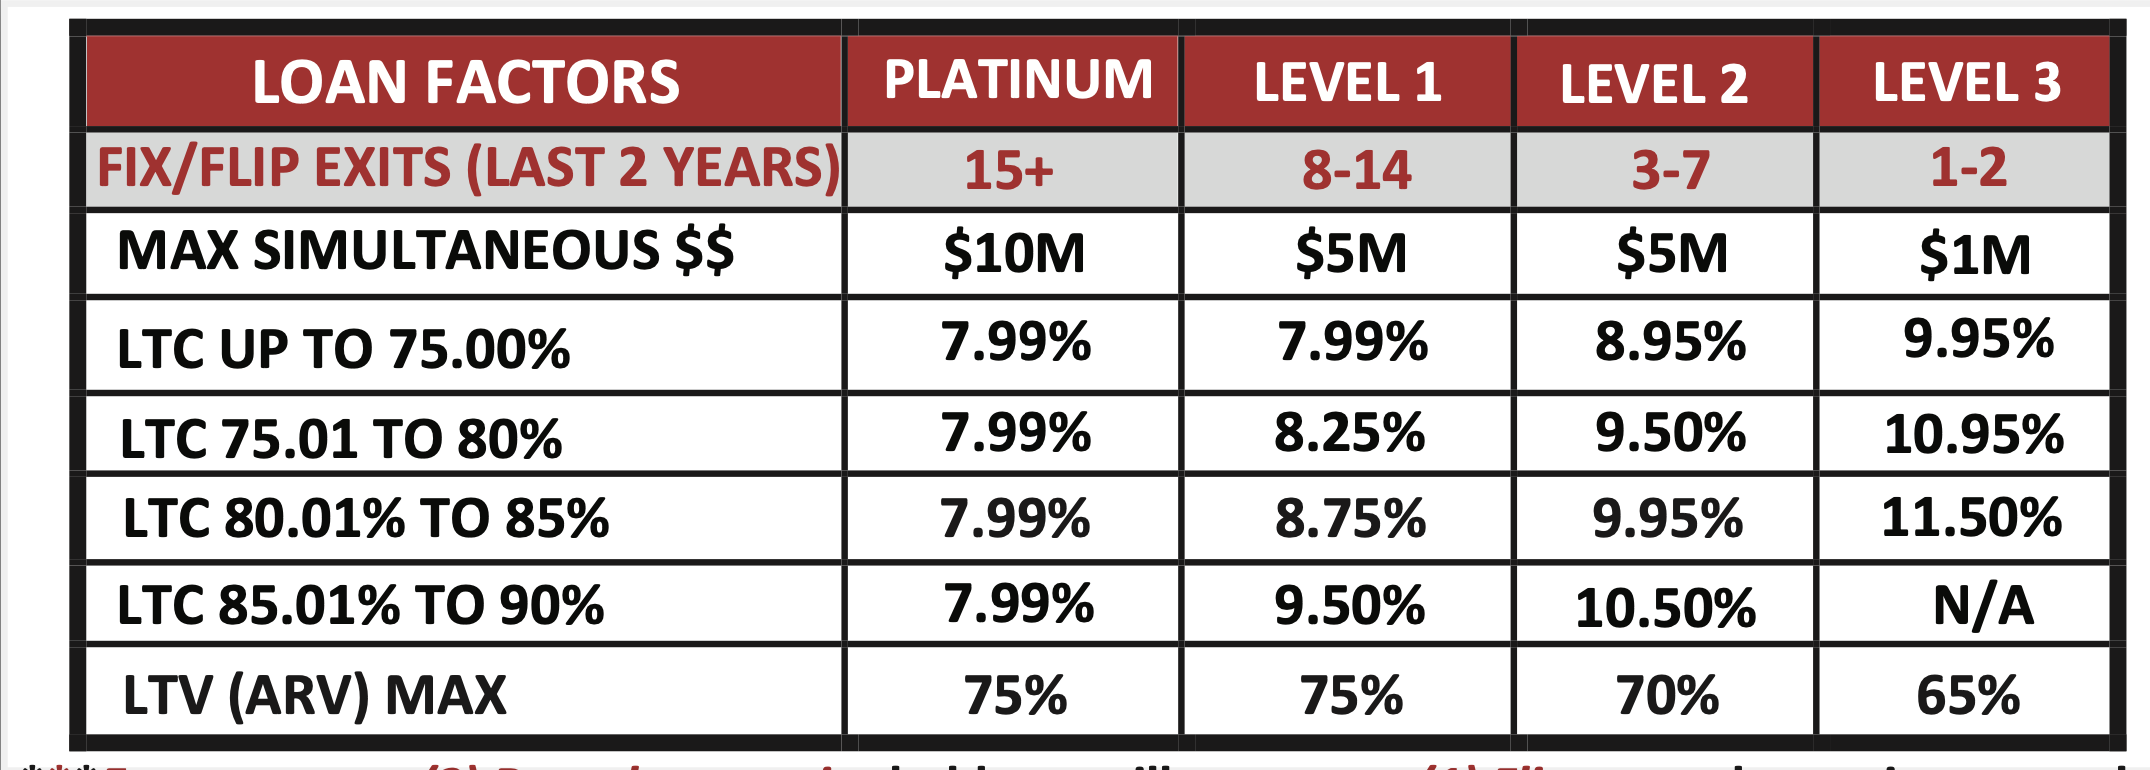 LOAN FACTORS PLATINUM LEVEL 1 LEVEL 2 LEVEL 3
FIX/FLIP EXITS (LAST 2 YEARS) 15+ 8-14 3-7 1-2
MAX SIMULTANEOUS $$ $10M $5M $5M $1M
LTC UP TO 75.00% 7.99% 7.99% 8.95% 9.95%
LTC 75.01 TO 80% 7.99% 8.25% 9.50% 10.95%
LTC 80.01% TO 85% 7.99% 8.75% 9.95% 11.50%
LTC 85.01% TO 90% 7.99% 9.50% 10.50% N/A
LTV (ARV) MAX 75% 75% 70% 65%